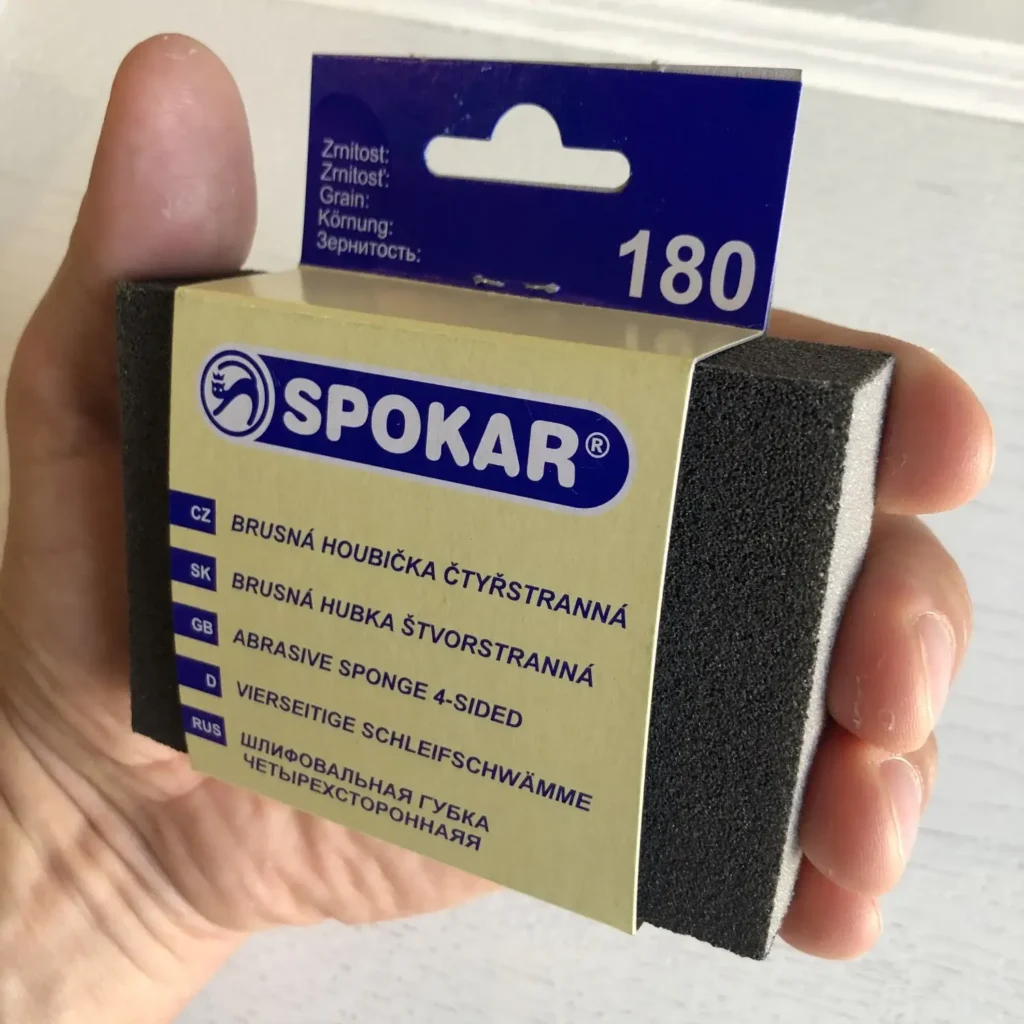 Zrnitost:
Zrnitosť:
Grain:
Körnung:
Зернитость:
180
SPOKAR®
CZ BRUSNÁ HOUBIČKA ČTYŘSTRANNÁ
SK BRUSNÁ HUBKA ŠTVORSTRANNÁ
GB ABRASIVE SPONGE 4-SIDED
D VIERSEITIGE SCHLEIFSCHWÄMME
RUS ШЛИФОВАЛЬНАЯ ГУБКА
ЧЕТЫРЕХСТОРОННАЯЯ